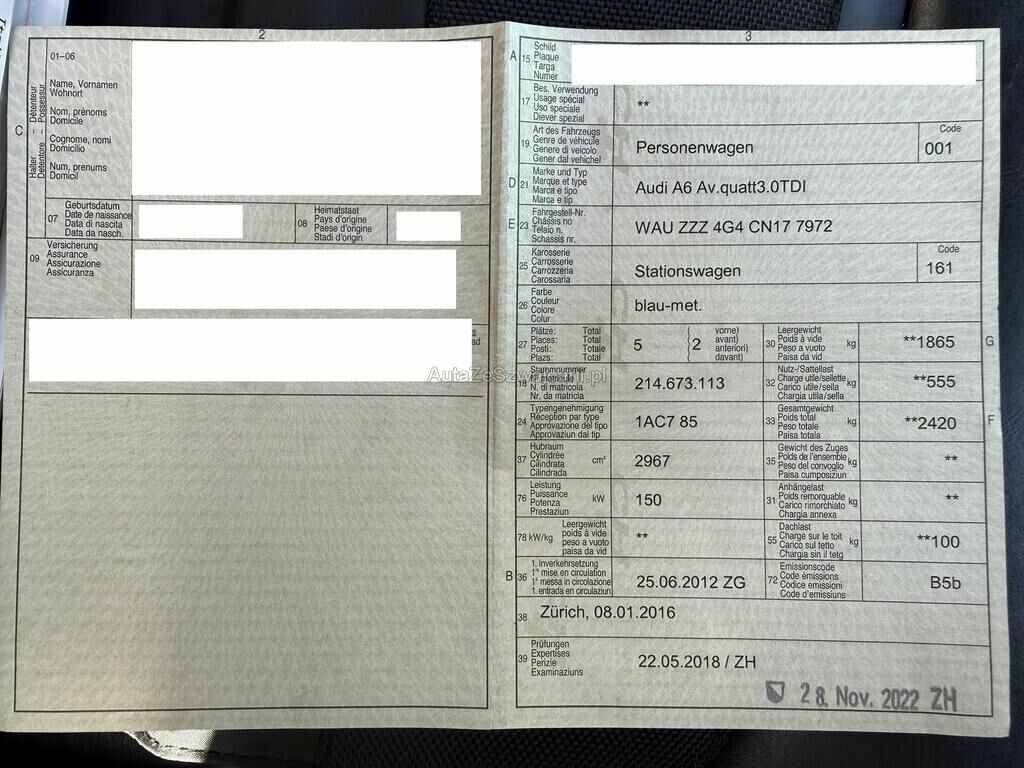 2
01–06
Name, Vornamen
Wohnort
Nom, prénoms
Domicile
Cognome, nomi
Domicilio
Num, prenums
Domicil
C
Halter – Détenteur
Detentore – Possessur
07
Geburtsdatum
Date de naissance
Data di nascita
Data da nasch.
08
Heimatstaat
Pays d'origine
Paese d'origine
Stadi d'origin
09
Versicherung
Assurance
Assicurazione
Assicuranza
3
A 15 Schild
Plaque
Targa
Numer
17 Bes. Verwendung
Usage spécial
Uso speciale
Diever spezial
**
19 Art des Fahrzeugs
Genre de véhicule
Genere di veicolo
Gener dal vehichel
Personenwagen
Code
001
D 21 Marke und Typ
Marque et type
Marca e tipo
Marca e tip
Audi A6 Av.quatt3.0TDI
E 23 Fahrgestell-Nr.
Châssis no
Telaio n.
Schassis nr.
WAU ZZZ 4G4 CN17 7972
25 Karosserie
Carrosserie
Carrozzeria
Carossaria
Stationswagen
Code
161
26 Farbe
Couleur
Colore
Colur
blau-met.
27 Plätze: Total
Places: Total
Posti: Totale
Plazs: Total
5
( 2
vorne)
avant)
anteriori)
davant)
30 Leergewicht
Poids à vide
Peso a vuoto
Paisa da vid
kg
**1865
G
18 Stammnummer
N° matricule
N. di matricola
Nr. da matricla
214.673.113
32 Nutz-/Sattellast
Charge utile/sellette
Carico utile/sella
Chargia utila/sella
kg
**555
24 Typengenehmigung
Réception par type
Approvazione del tipo
Approvaziun dal tip
1AC7 85
33 Gesamtgewicht
Poids total
Peso totale
Paisa totala
kg
**2420
F
37 Hubraum
Cylindrée
Cilindrata
Cilindrada
cm³
2967
35 Gewicht des Zuges
Poids de l'ensemble
Peso del convoglio
Paisa cumposiziun
kg
**
76 Leistung
Puissance
Potenza
Prestaziun
kW
150
31 Anhängelast
Poids remorquable
Carico rimorchiato
Chargia annexa
kg
**
78 kW/kg
Leergewicht
poids à vide
peso a vuoto
paisa da vid
**
55 Dachlast
Charge sur le toit
Carico sul tetto
Chargia sin il tetg
kg
**100
B 36 1. Inverkehrsetzung
1re mise en circulation
1a messa in circolazione
1. entrada en circulaziun
25.06.2012 ZG
72 Emissionscode
Code émissions
Codice emissioni
Code d'emissiuns
B5b
38 Zürich, 08.01.2016
39 Prüfungen
Expertises
Perizie
Examinaziuns
22.05.2018 / ZH
28. Nov. 2022 ZH
AutaZeSzwajcarii.pl